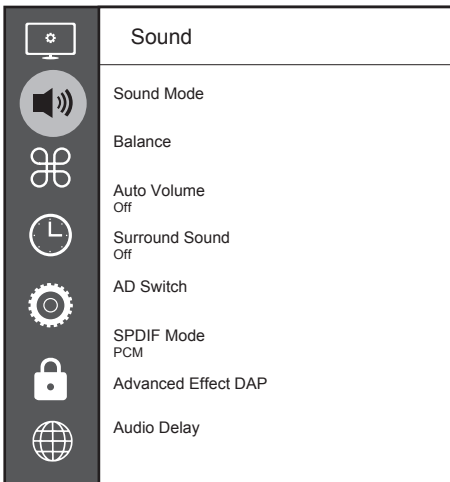 Sound
Sound Mode
Balance
Auto Volume
Off
Surround Sound
Off
AD Switch
SPDIF Mode
PCM
Advanced Effect DAP
Audio Delay